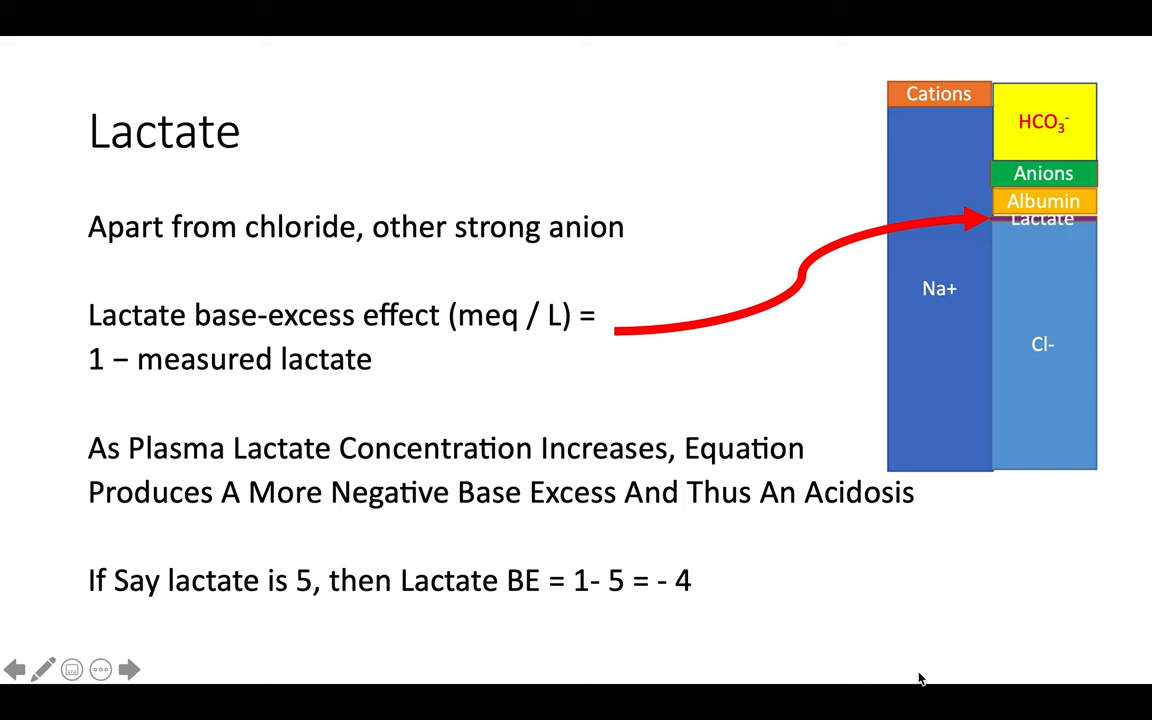 Lactate
Apart from chloride, other strong anion
Lactate base-excess effect (meq / L) =
1 − measured lactate
As Plasma Lactate Concentration Increases, Equation
Produces A More Negative Base Excess And Thus An Acidosis
If Say lactate is 5, then Lactate BE = 1- 5 = - 4
Cations
Na+
HCO₃⁻
Anions
Albumin
Lactate
Cl-